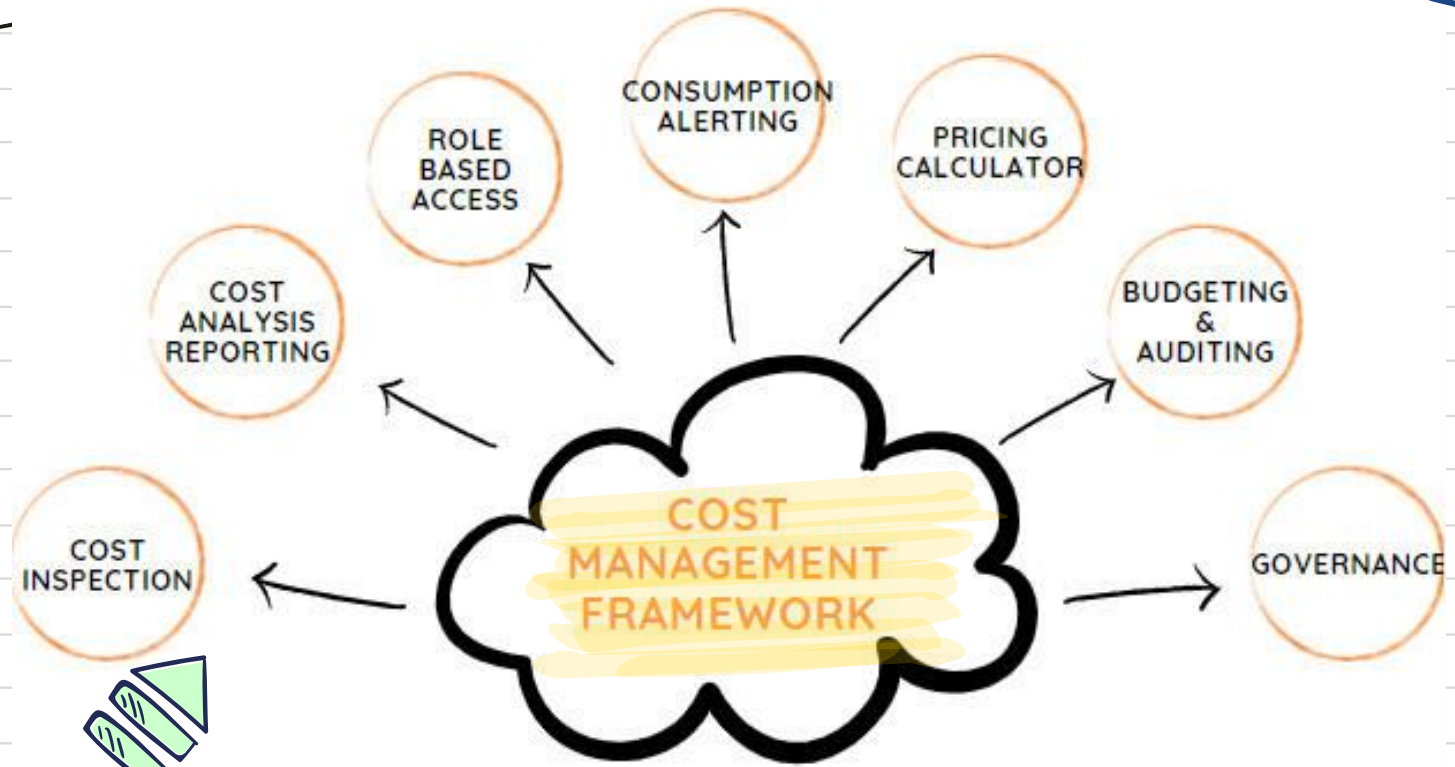 CONSUMPTION
ALERTING
ROLE
BASED
ACCESS
PRICING
CALCULATOR
COST
ANALYSIS
REPORTING
BUDGETING
&
AUDITING
COST
INSPECTION
COST
MANAGEMENT
FRAMEWORK
GOVERNANCE